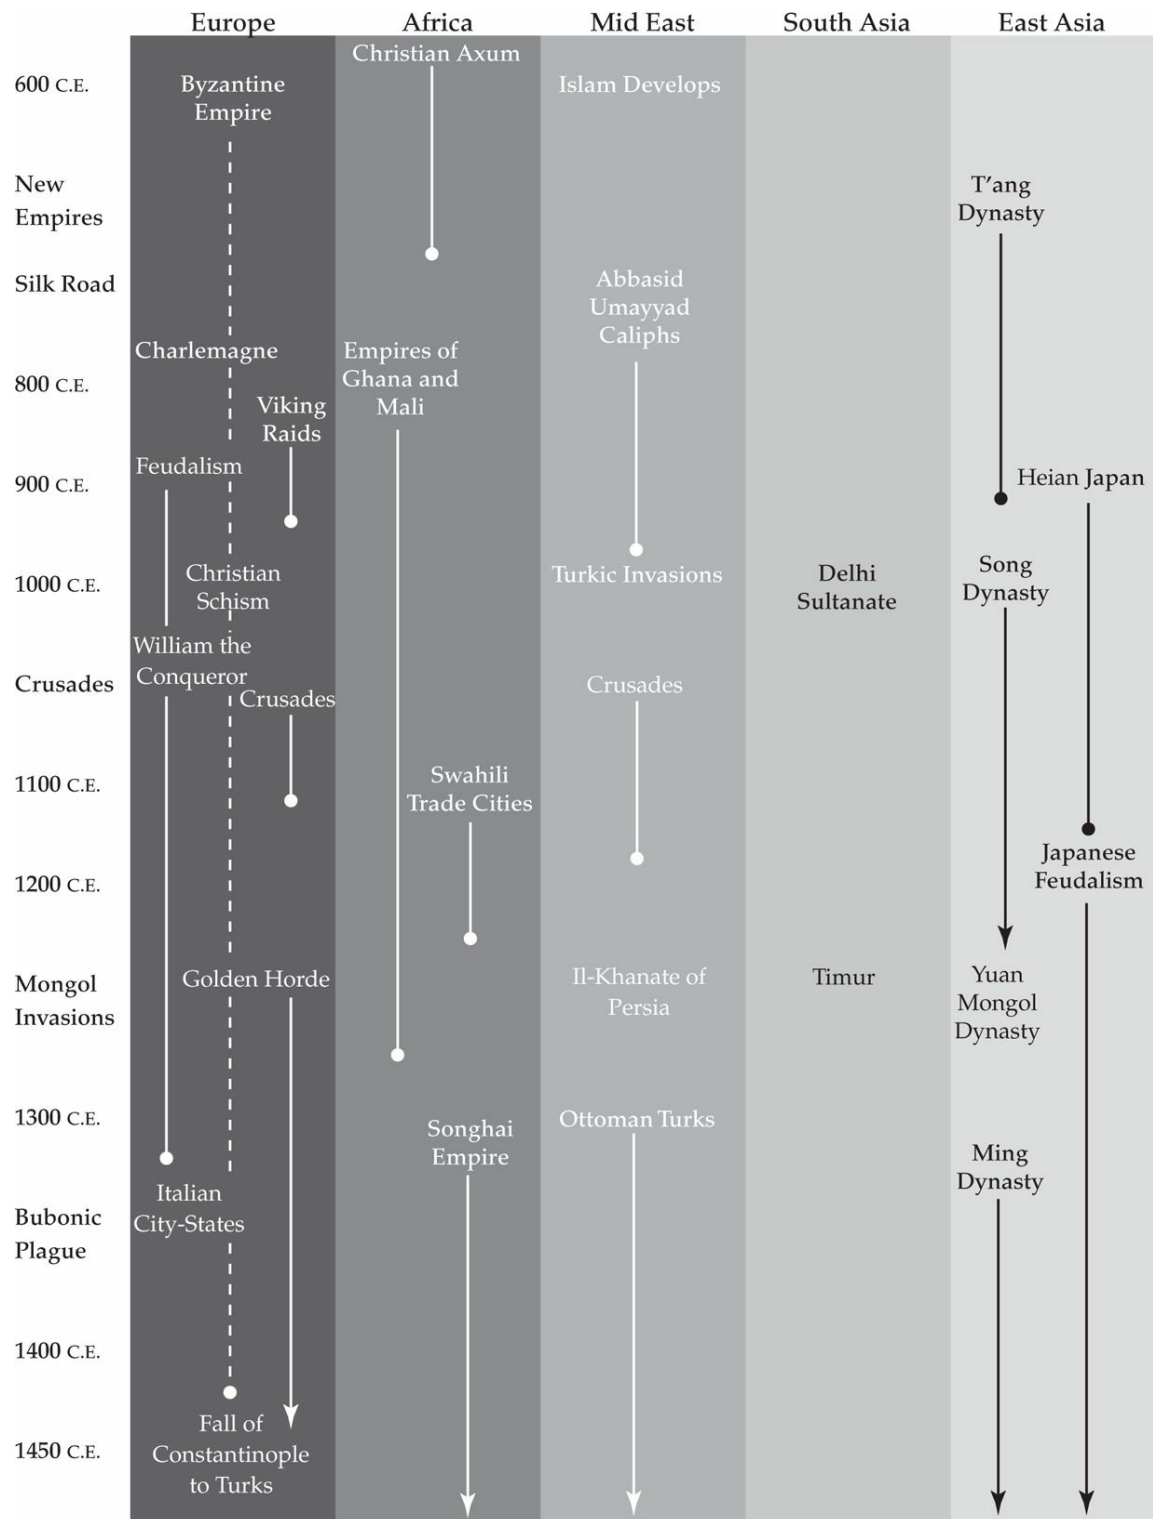 Europe
Africa
Mid East
South Asia
East Asia
600 C.E.
New
Empires
Silk Road
800 C.E.
900 C.E.
1000 C.E.
Crusades
1100 C.E.
1200 C.E.
Mongol
Invasions
1300 C.E.
Bubonic
Plague
1400 C.E.
1450 C.E.
Byzantine
Empire
Charlemagne
Viking
Raids
Feudalism
Christian
Schism
William the
Conqueror
Crusades
Golden Horde
Italian
City-States
Fall of
Constantinople
to Turks
Christian Axum
Empires of
Ghana and
Mali
Swahili
Trade Cities
Songhai
Empire
Islam Develops
Abbasid
Umayyad
Caliphs
Turkic Invasions
Crusades
Il-Khanate of
Persia
Ottoman Turks
Delhi
Sultanate
Timur
T’ang
Dynasty
Heian Japan
Song
Dynasty
Japanese
Feudalism
Yuan
Mongol
Dynasty
Ming
Dynasty